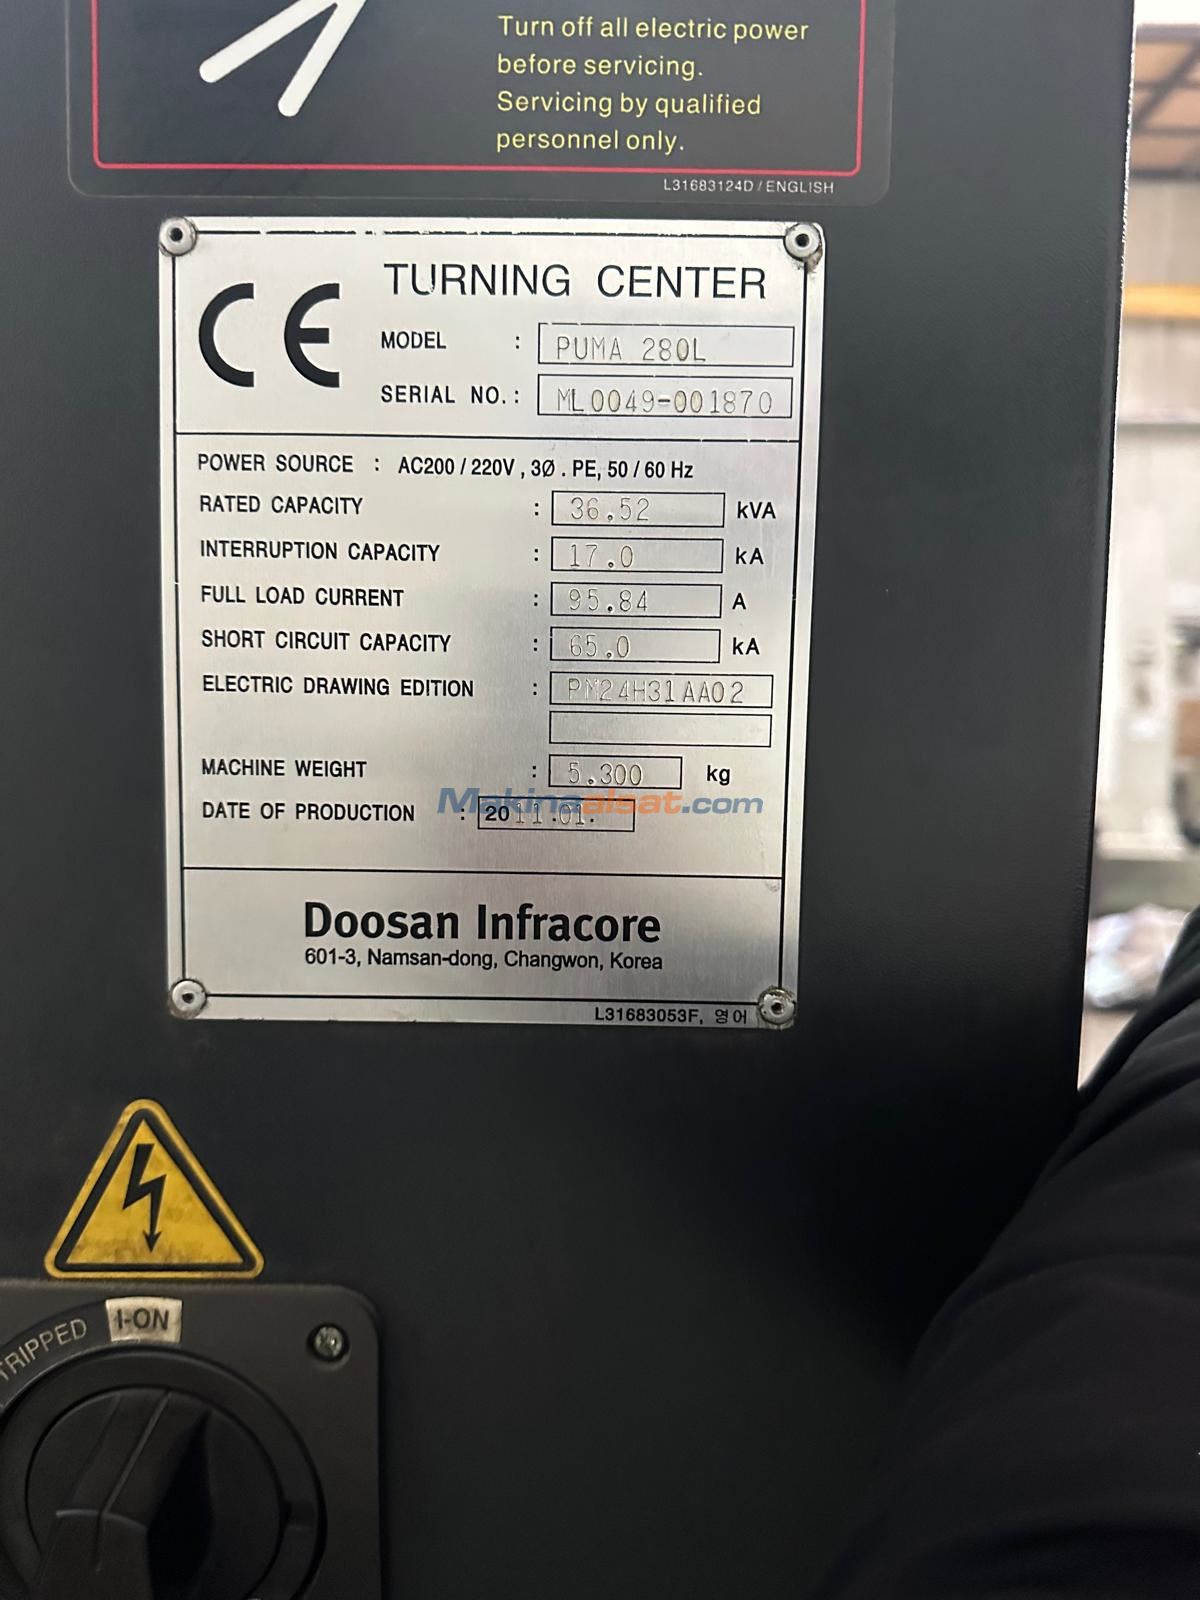 Turn off all electric power
before servicing.
Servicing by qualified
personnel only.
L31683124D / ENGLISH
CE
TURNING CENTER
MODEL : PUMA 280L
SERIAL NO. : ML0049-001870
POWER SOURCE : AC200 / 220V , 3Ø . PE, 50 / 60 Hz
RATED CAPACITY : 36.52 kVA
INTERRUPTION CAPACITY : 17.0 kA
FULL LOAD CURRENT : 95.84 A
SHORT CIRCUIT CAPACITY : 65.0 kA
ELECTRIC DRAWING EDITION : PM24H31AA02
MACHINE WEIGHT : 5.300 kg
Makinaalsat.com
DATE OF PRODUCTION : 2011.01.
Doosan Infracore
601-3, Namsan-dong, Changwon, Korea
L31683053F, 영어
I-ON
TRIPPED